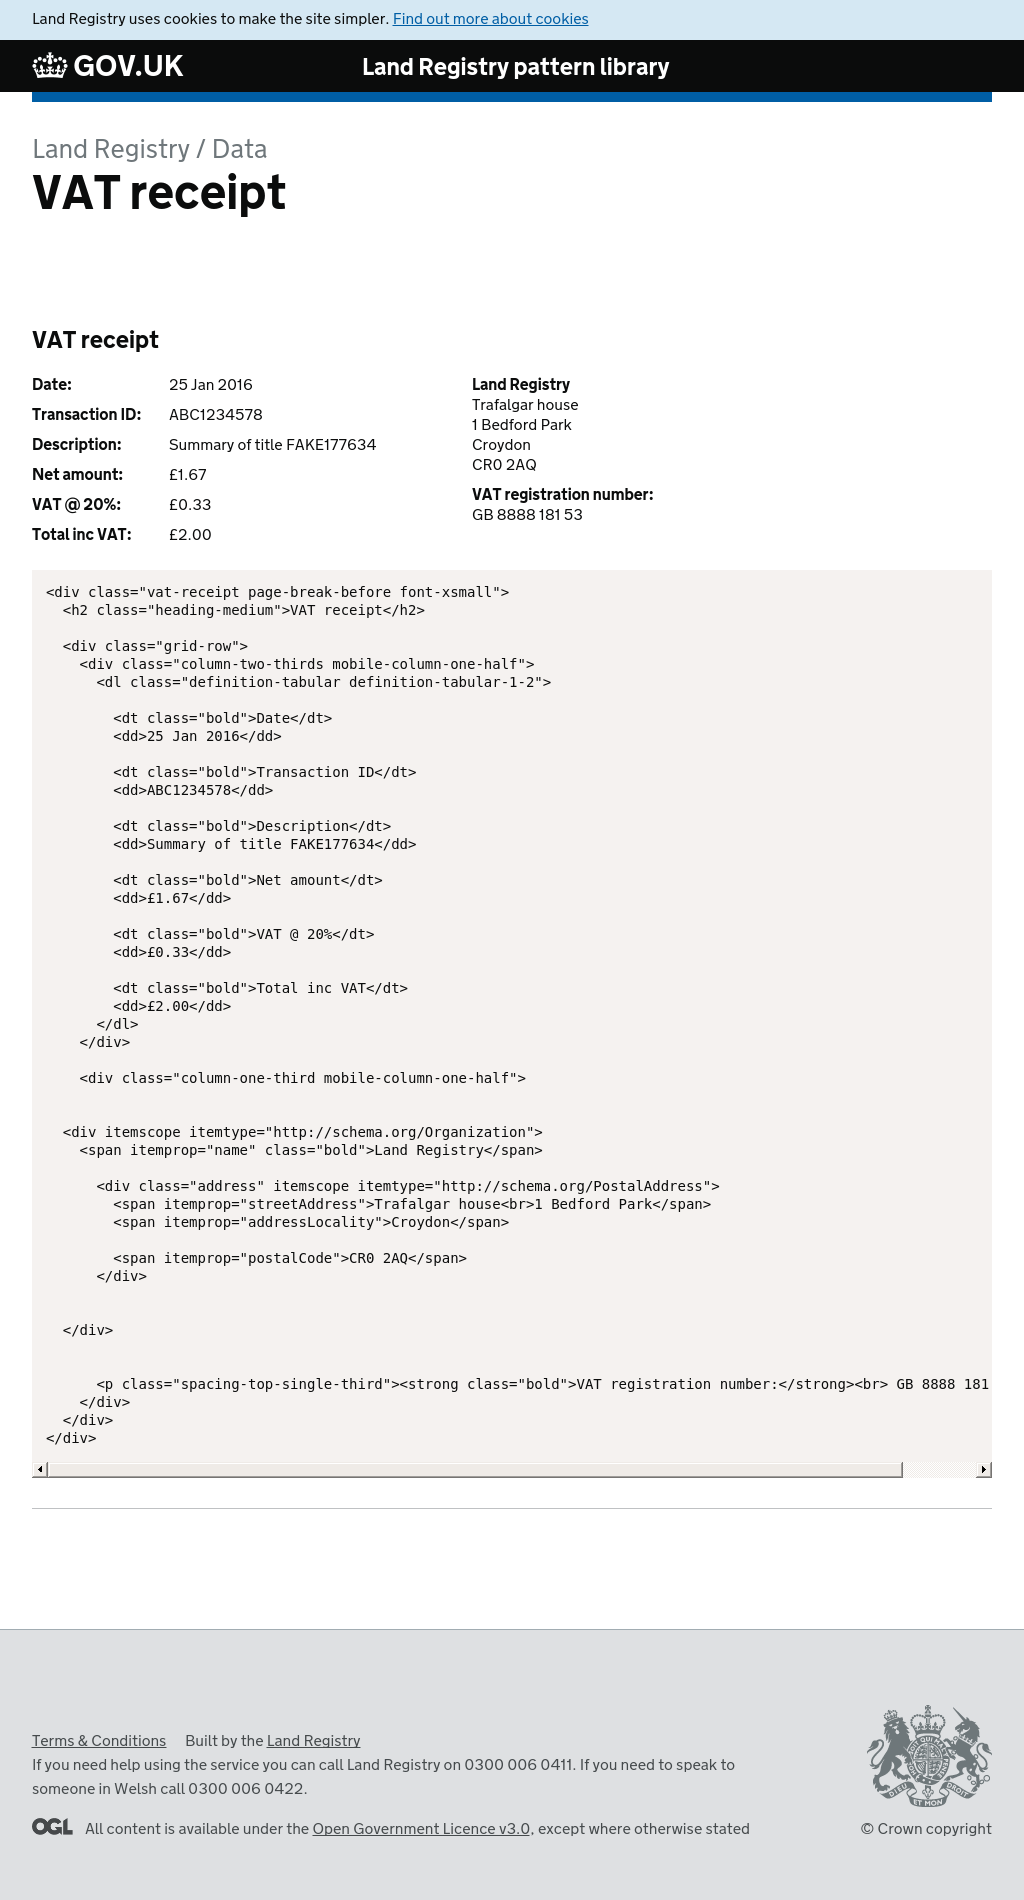 Land Registry uses cookies to make the site simpler. Find out more about cookies
GOV.UK
Land Registry pattern library
Land Registry / Data
VAT receipt
VAT receipt
Date: 25 Jan 2016
Transaction ID: ABC1234578
Description: Summary of title FAKE177634
Net amount: £1.67
VAT @ 20%: £0.33
Total inc VAT: £2.00
Land Registry
Trafalgar house
1 Bedford Park
Croydon
CR0 2AQ
VAT registration number:
GB 8888 181 53
<div class="vat-receipt page-break-before font-xsmall">
  <h2 class="heading-medium">VAT receipt</h2>
  <div class="grid-row">
    <div class="column-two-thirds mobile-column-one-half">
      <dl class="definition-tabular definition-tabular-1-2">
        <dt class="bold">Date</dt>
        <dd>25 Jan 2016</dd>
        <dt class="bold">Transaction ID</dt>
        <dd>ABC1234578</dd>
        <dt class="bold">Description</dt>
        <dd>Summary of title FAKE177634</dd>
        <dt class="bold">Net amount</dt>
        <dd>£1.67</dd>
        <dt class="bold">VAT @ 20%</dt>
        <dd>£0.33</dd>
        <dt class="bold">Total inc VAT</dt>
        <dd>£2.00</dd>
      </dl>
    </div>
    <div class="column-one-third mobile-column-one-half">
  <div itemscope itemtype="http://schema.org/Organization">
    <span itemprop="name" class="bold">Land Registry</span>
      <div class="address" itemscope itemtype="http://schema.org/PostalAddress">
        <span itemprop="streetAddress">Trafalgar house<br>1 Bedford Park</span>
        <span itemprop="addressLocality">Croydon</span>
        <span itemprop="postalCode">CR0 2AQ</span>
      </div>
  </div>
      <p class="spacing-top-single-third"><strong class="bold">VAT registration number:</strong><br> GB 8888 181
    </div>
  </div>
</div>
Terms & Conditions Built by the Land Registry
If you need help using the service you can call Land Registry on 0300 006 0411. If you need to speak to
someone in Welsh call 0300 006 0422.
OGL All content is available under the Open Government Licence v3.0, except where otherwise stated
© Crown copyright